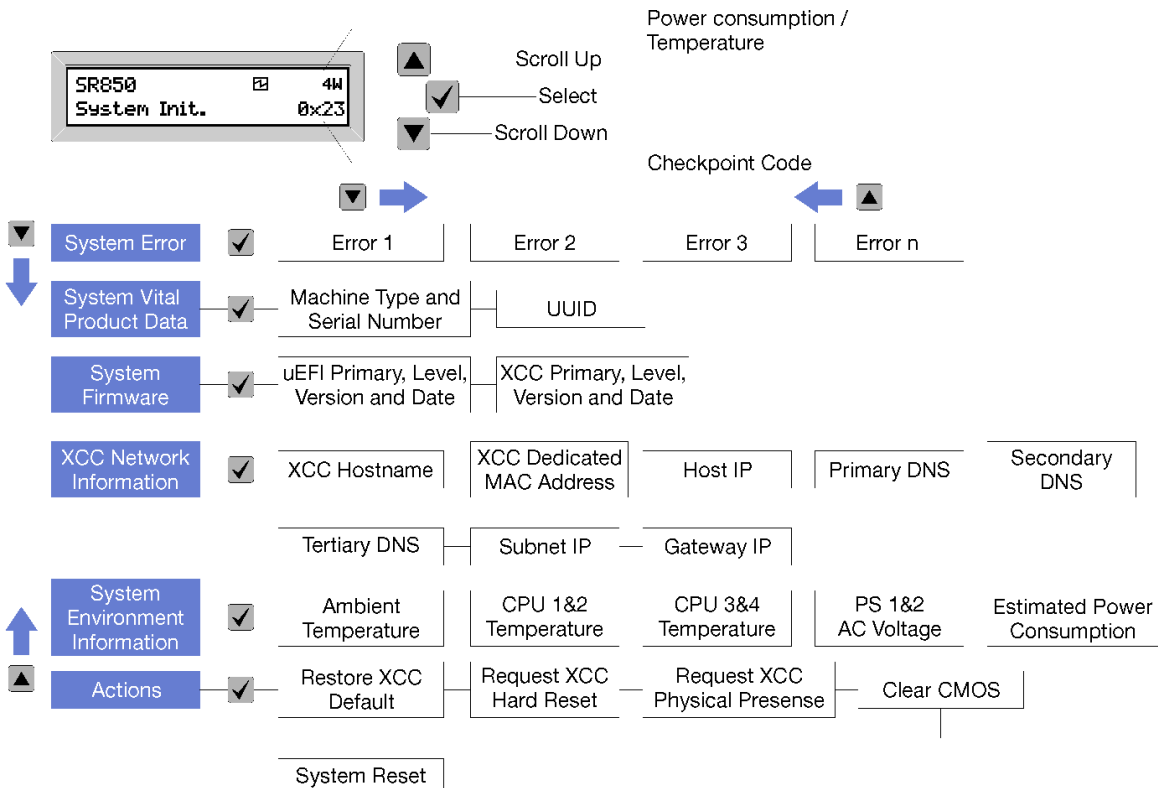 Power consumption /
Temperature
SR850 4W
System Init. 0x23
Scroll Up
Select
Scroll Down
Checkpoint Code
System Error
Error 1
Error 2
Error 3
Error n
System Vital
Product Data
Machine Type and
Serial Number
UUID
System
Firmware
uEFI Primary, Level,
Version and Date
XCC Primary, Level,
Version and Date
XCC Network
Information
XCC Hostname
XCC Dedicated
MAC Address
Host IP
Primary DNS
Secondary
DNS
Tertiary DNS
Subnet IP
Gateway IP
System
Environment
Information
Ambient
Temperature
CPU 1&2
Temperature
CPU 3&4
Temperature
PS 1&2
AC Voltage
Estimated Power
Consumption
Actions
Restore XCC
Default
Request XCC
Hard Reset
Request XCC
Physical Presense
Clear CMOS
System Reset